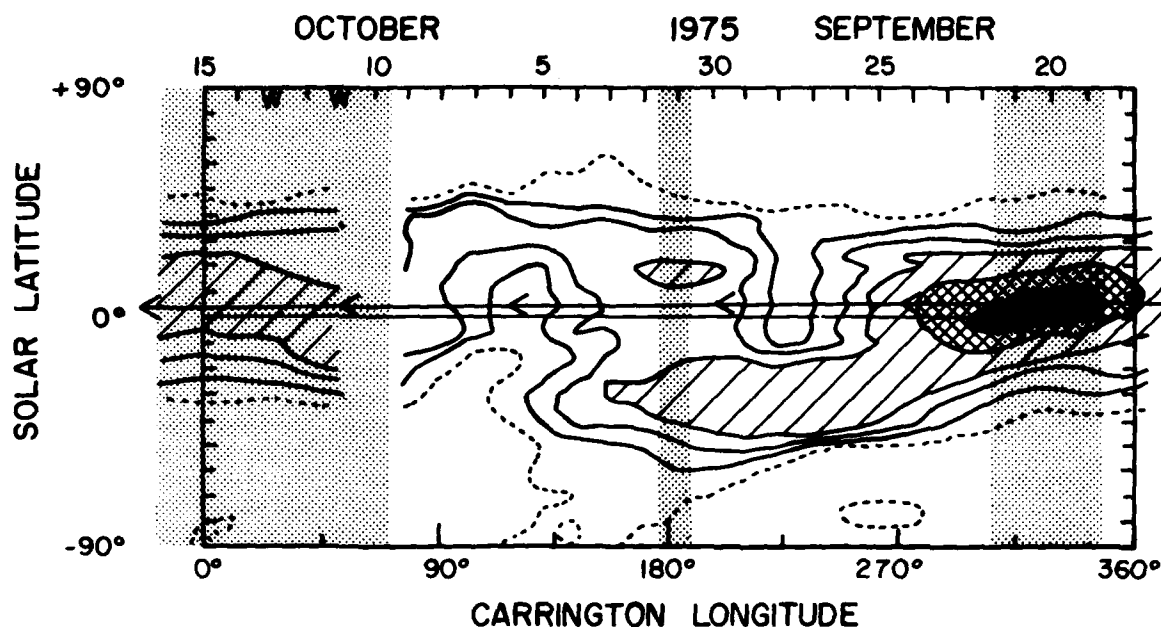 OCTOBER 1975 SEPTEMBER
15 10 5 30 25 20
+90°
W W
SOLAR LATITUDE
0°
-90°
0° 90° 180° 270° 360°
CARRINGTON LONGITUDE